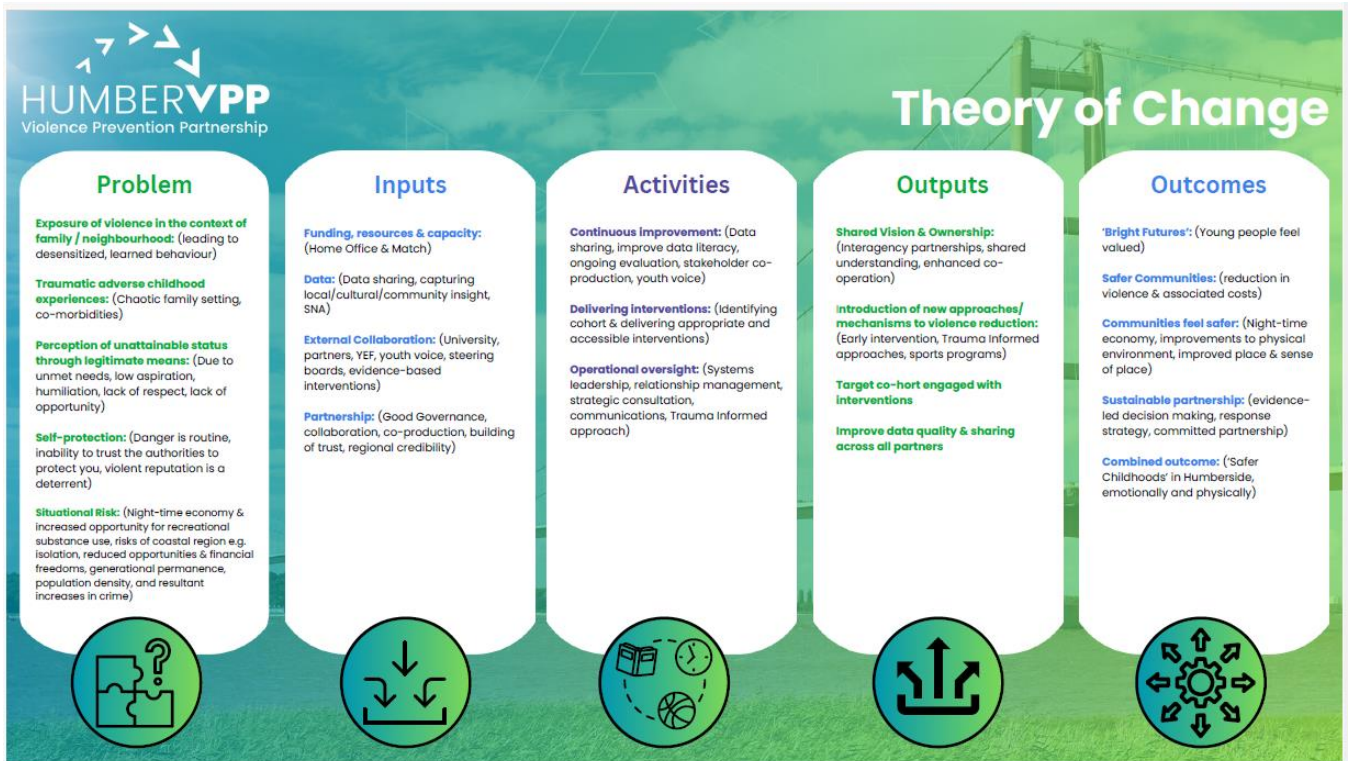 HUMBERVPP
Violence Prevention Partnership
Theory of Change
Problem
Exposure of violence in the context of
family / neighbourhood: (leading to
desensitized, learned behaviour)
Traumatic adverse childhood
experiences: (Chaotic family setting,
co-morbidities)
Perception of unattainable status
through legitimate means: (Due to
unmet needs, low aspiration,
humiliation, lack of respect, lack of
opportunity)
Self-protection: (Danger is routine,
inability to trust the authorities to
protect you, violent reputation is a
deterrent)
Situational Risk: (Night-time economy &
increased opportunity for recreational
substance use, risks of coastal region e.g.
isolation, reduced opportunities & financial
freedoms, generational permanence,
population density, and resultant
increases in crime)
Inputs
Funding, resources & capacity:
(Home Office & Match)
Data: (Data sharing, capturing
local/cultural/community insight,
SNA)
External Collaboration: (University,
partners, YEF, youth voice, steering
boards, evidence-based
interventions)
Partnership: (Good Governance,
collaboration, co-production, building
of trust, regional credibility)
Activities
Continuous improvement: (Data
sharing, improve data literacy,
ongoing evaluation, stakeholder co-
production, youth voice)
Delivering interventions: (Identifying
cohort & delivering appropriate and
accessible interventions)
Operational oversight: (Systems
leadership, relationship management,
strategic consultation,
communications, Trauma Informed
approach)
Outputs
Shared Vision & Ownership:
(Interagency partnerships, shared
understanding, enhanced co-
operation)
Introduction of new approaches/
mechanisms to violence reduction:
(Early intervention, Trauma Informed
approaches, sports programs)
Target co-hort engaged with
interventions
Improve data quality & sharing
across all partners
Outcomes
'Bright Futures': (Young people feel
valued)
Safer Communities: (reduction in
violence & associated costs)
Communities feel safer: (Night-time
economy, improvements to physical
environment, improved place & sense
of place)
Sustainable partnership: (evidence-
led decision making, response
strategy, committed partnership)
Combined outcome: ('Safer
Childhoods' in Humberside,
emotionally and physically)
?